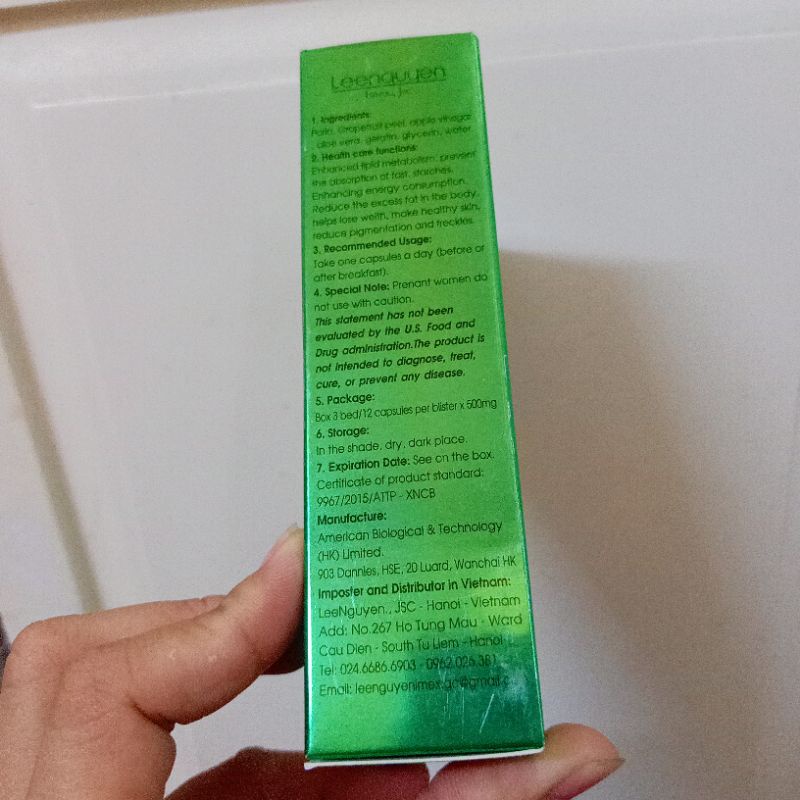 Leenguyen
1. Ingredients:
grapefruit peel, apple vinegar
aloe vera, gelatin, glycerin, water.
2. Health care functions:
Enhanced lipid metabolism, prevent
the absorption of fast, starches.
Enhancing energy consumption.
Reduce the excess fat in the body,
helps lose weith, make healthy skin,
reduce pigmentation and freckles.
3. Recommended Usage:
Take one capsules a day (before or
after breakfast).
4. Special Note: Prenant women do
not use with caution.
This statement has not been
evaluated by the U.S. Food and
Drug administration.The product is
not intended to diagnose, treat,
cure, or prevent any disease.
5. Package:
Box 3 bed/12 capsules per blister x 500mg
6. Storage:
In the shade, dry, dark place.
7. Expiration Date: See on the box.
Certificate of product standard:
9967/2015/ATTP - XNCB
Manufacture:
American Biological & Technology
(HK) Limited.
903 Dannies, HSE, 20 Luard, Wanchai HK
Imposter and Distributor in Vietnam:
LeeNguyen., JSC - Hanoi - Vietnam
Add: No.267 Ho Tung Mau - Ward
Cau Dien - South Tu Liem - Hanoi
Tel: 024.6686.6903 - 0962.025.381
Email: